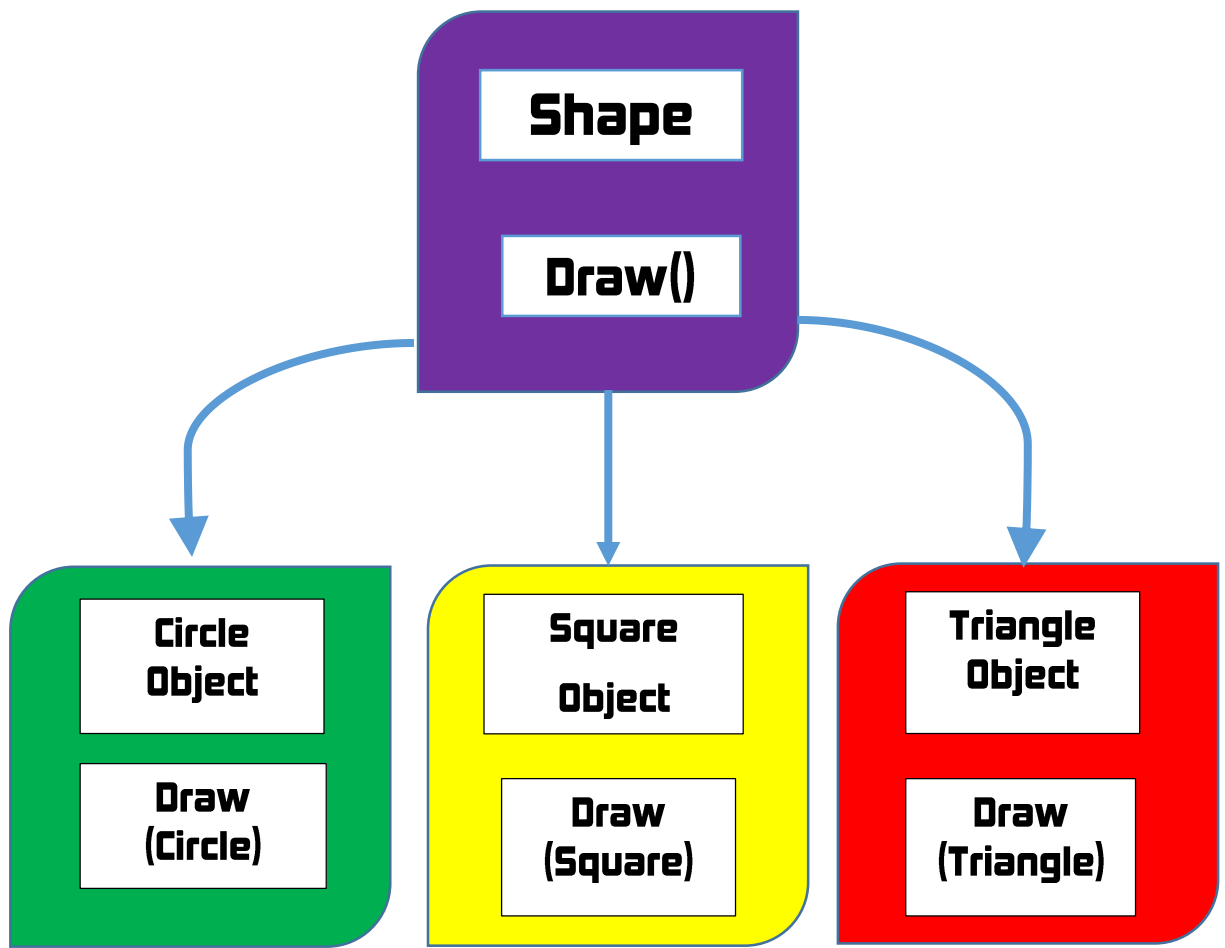 Shape
Draw()
Circle
Object
Draw
(Circle)
Square
Object
Draw
(Square)
Triangle
Object
Draw
(Triangle)